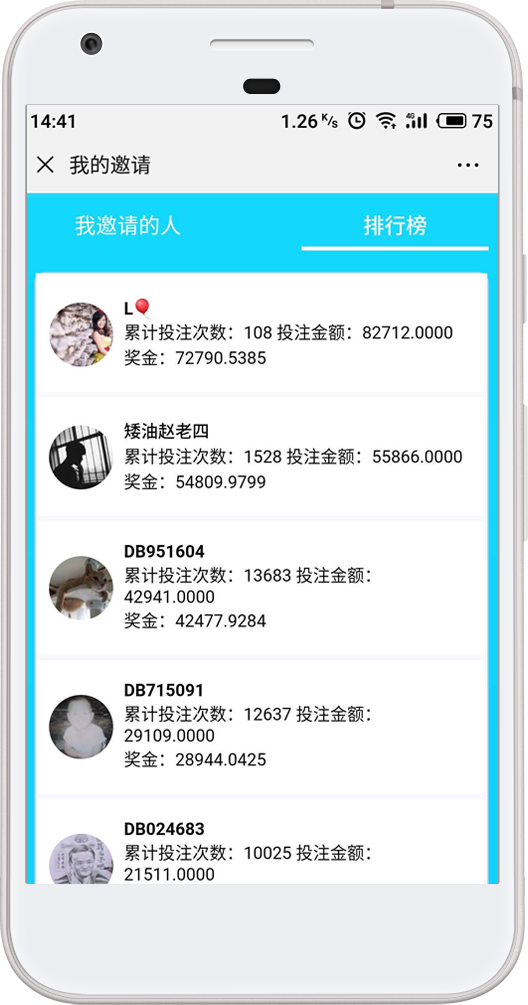 14:41 1.26 K/s 4G 75
我的邀请
我邀请的人 排行榜
L🎈
累计投注次数：108 投注金额：82712.0000
奖金：72790.5385
矮油赵老四
累计投注次数：1528 投注金额：55866.0000
奖金：54809.9799
DB951604
累计投注次数：13683 投注金额：
42941.0000
奖金：42477.9284
DB715091
累计投注次数：12637 投注金额：
29109.0000
奖金：28944.0425
DB024683
累计投注次数：10025 投注金额：
21511.0000